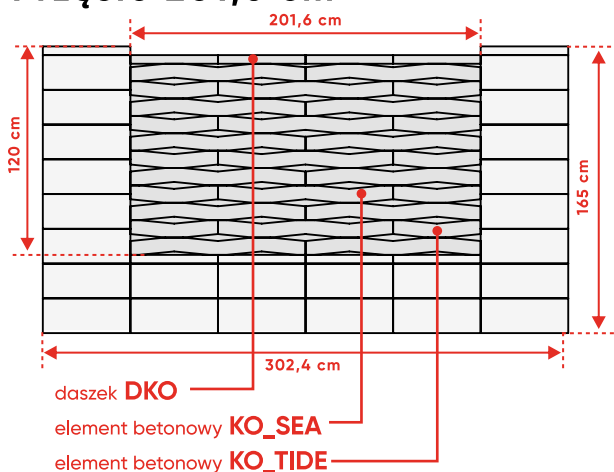 201,6 cm
120 cm
165 cm
302,4 cm
daszek DKO
element betonowy KO_SEA
element betonowy KO_TIDE